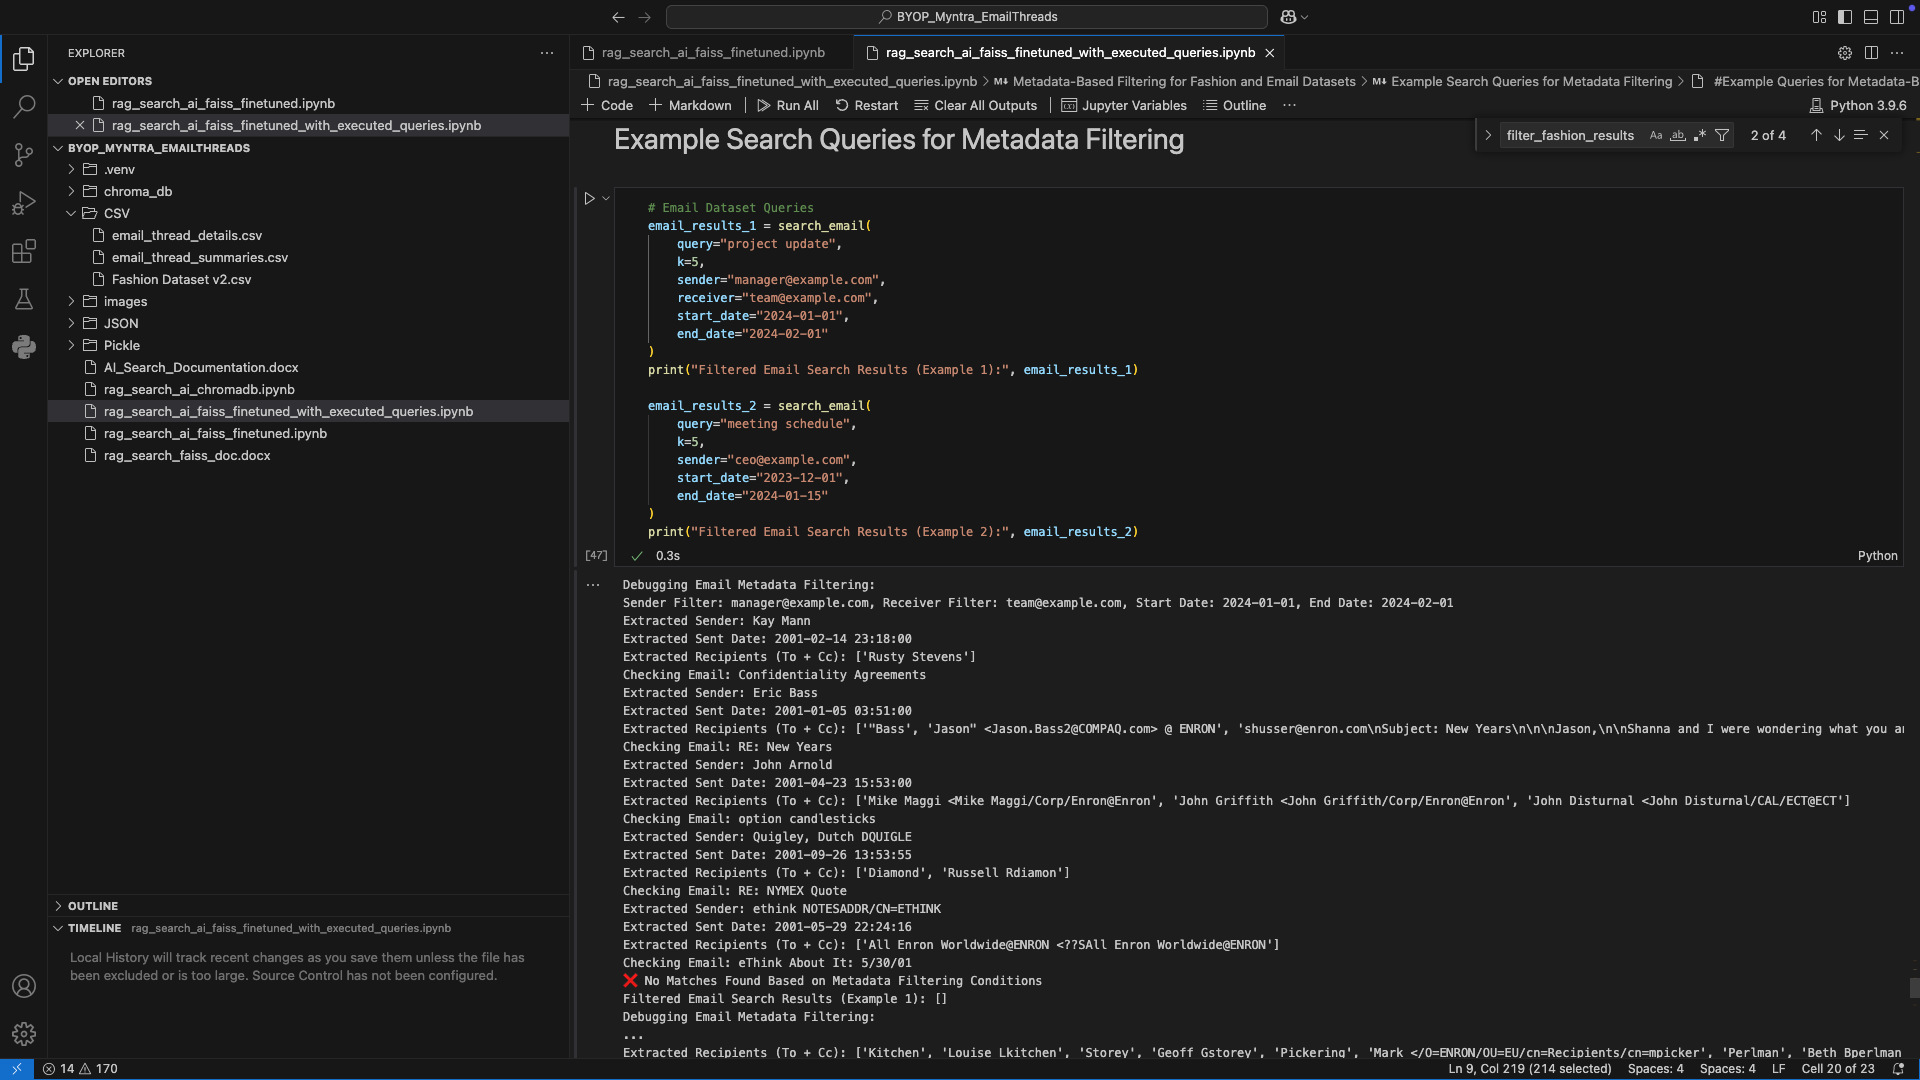 BYOP_Myntra_EmailThreads
EXPLORER
OPEN EDITORS
rag_search_ai_faiss_finetuned.ipynb
rag_search_ai_faiss_finetuned_with_executed_queries.ipynb
BYOP_MYNTRA_EMAILTHREADS
.venv
chroma_db
CSV
email_thread_details.csv
email_thread_summaries.csv
Fashion Dataset v2.csv
images
JSON
Pickle
AI_Search_Documentation.docx
rag_search_ai_chromadb.ipynb
rag_search_ai_faiss_finetuned_with_executed_queries.ipynb
rag_search_ai_faiss_finetuned.ipynb
rag_search_faiss_doc.docx
OUTLINE
TIMELINE rag_search_ai_faiss_finetuned_with_executed_queries.ipynb
Local History will track recent changes as you save them unless the file has
been excluded or is too large. Source Control has not been configured.
rag_search_ai_faiss_finetuned.ipynb
rag_search_ai_faiss_finetuned_with_executed_queries.ipynb
rag_search_ai_faiss_finetuned_with_executed_queries.ipynb > M↓ Metadata-Based Filtering for Fashion and Email Datasets > M↓ Example Search Queries for Metadata Filtering > #Example Queries for Metadata-B
Code Markdown Run All Restart Clear All Outputs Jupyter Variables Outline ... Python 3.9.6
filter_fashion_results Aa ab .* 2 of 4
Example Search Queries for Metadata Filtering
# Email Dataset Queries
email_results_1 = search_email(
query="project update",
k=5,
sender="manager@example.com",
receiver="team@example.com",
start_date="2024-01-01",
end_date="2024-02-01"
)
print("Filtered Email Search Results (Example 1):", email_results_1)
email_results_2 = search_email(
query="meeting schedule",
k=5,
sender="ceo@example.com",
start_date="2023-12-01",
end_date="2024-01-15"
)
print("Filtered Email Search Results (Example 2):", email_results_2)
[47] 0.3s Python
Debugging Email Metadata Filtering:
Sender Filter: manager@example.com, Receiver Filter: team@example.com, Start Date: 2024-01-01, End Date: 2024-02-01
Extracted Sender: Kay Mann
Extracted Sent Date: 2001-02-14 23:18:00
Extracted Recipients (To + Cc): ['Rusty Stevens']
Checking Email: Confidentiality Agreements
Extracted Sender: Eric Bass
Extracted Sent Date: 2001-01-05 03:51:00
Extracted Recipients (To + Cc): ['"Bass', 'Jason" <Jason.Bass2@COMPAQ.com> @ ENRON', 'shusser@enron.com\nSubject: New Years\n\n\nJason,\n\nShanna and I were wondering what you ar
Checking Email: RE: New Years
Extracted Sender: John Arnold
Extracted Sent Date: 2001-04-23 15:53:00
Extracted Recipients (To + Cc): ['Mike Maggi <Mike Maggi/Corp/Enron@Enron', 'John Griffith <John Griffith/Corp/Enron@Enron', 'John Disturnal <John Disturnal/CAL/ECT@ECT']
Checking Email: option candlesticks
Extracted Sender: Quigley, Dutch DQUIGLE
Extracted Sent Date: 2001-09-26 13:53:55
Extracted Recipients (To + Cc): ['Diamond', 'Russell Rdiamon']
Checking Email: RE: NYMEX Quote
Extracted Sender: ethink NOTESADDR/CN=ETHINK
Extracted Sent Date: 2001-05-29 22:24:16
Extracted Recipients (To + Cc): ['All Enron Worldwide@ENRON <??SAll Enron Worldwide@ENRON']
Checking Email: eThink About It: 5/30/01
❌ No Matches Found Based on Metadata Filtering Conditions
Filtered Email Search Results (Example 1): []
Debugging Email Metadata Filtering:
...
Extracted Recipients (To + Cc): ['Kitchen', 'Louise Lkitchen', 'Storey', 'Geoff Gstorey', 'Pickering', 'Mark </O=ENRON/OU=EU/cn=Recipients/cn=mpicker', 'Perlman', 'Beth Bperlman
14 170 Ln 9, Col 219 (214 selected) Spaces: 4 Spaces: 4 LF Cell 20 of 23